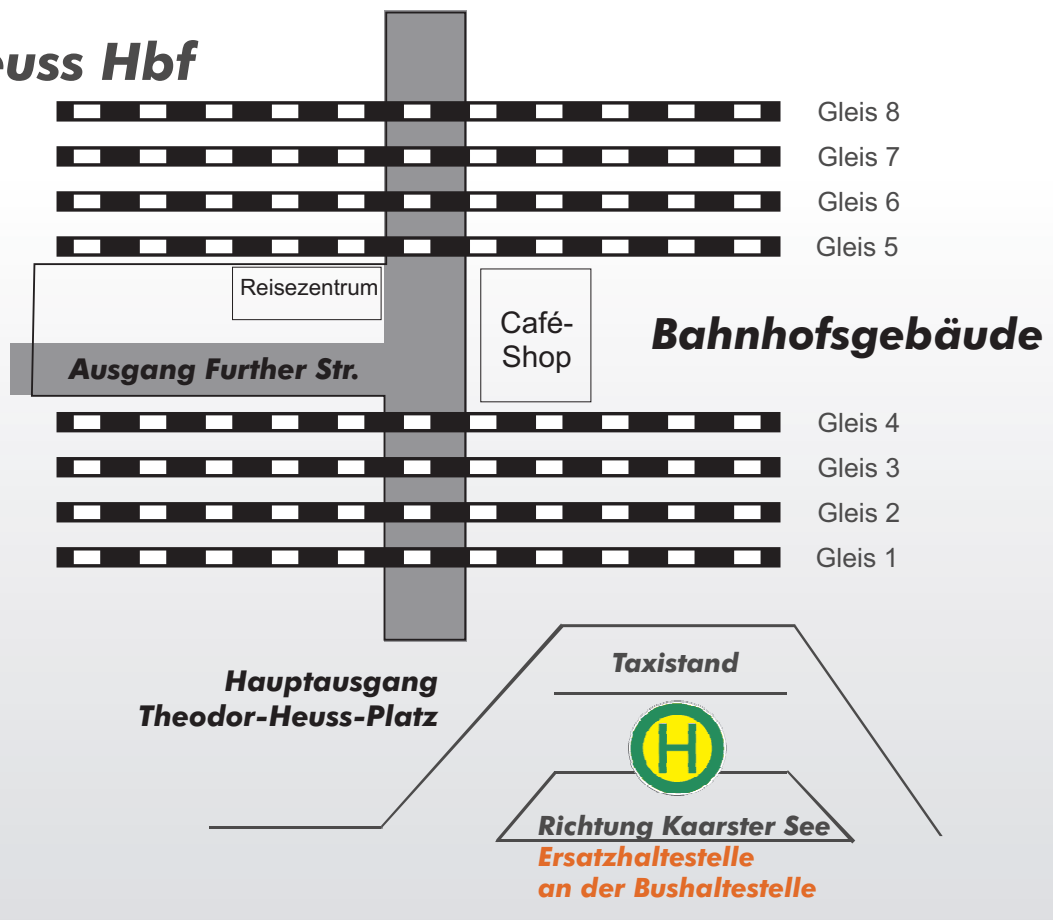 euss Hbf
Gleis 8
Gleis 7
Gleis 6
Gleis 5
Reisezentrum
Café-
Shop
Bahnhofsgebäude
Ausgang Further Str.
Gleis 4
Gleis 3
Gleis 2
Gleis 1
Hauptausgang
Theodor-Heuss-Platz
Taxistand
H
Richtung Kaarster See
Ersatzhaltestelle
an der Bushaltestelle